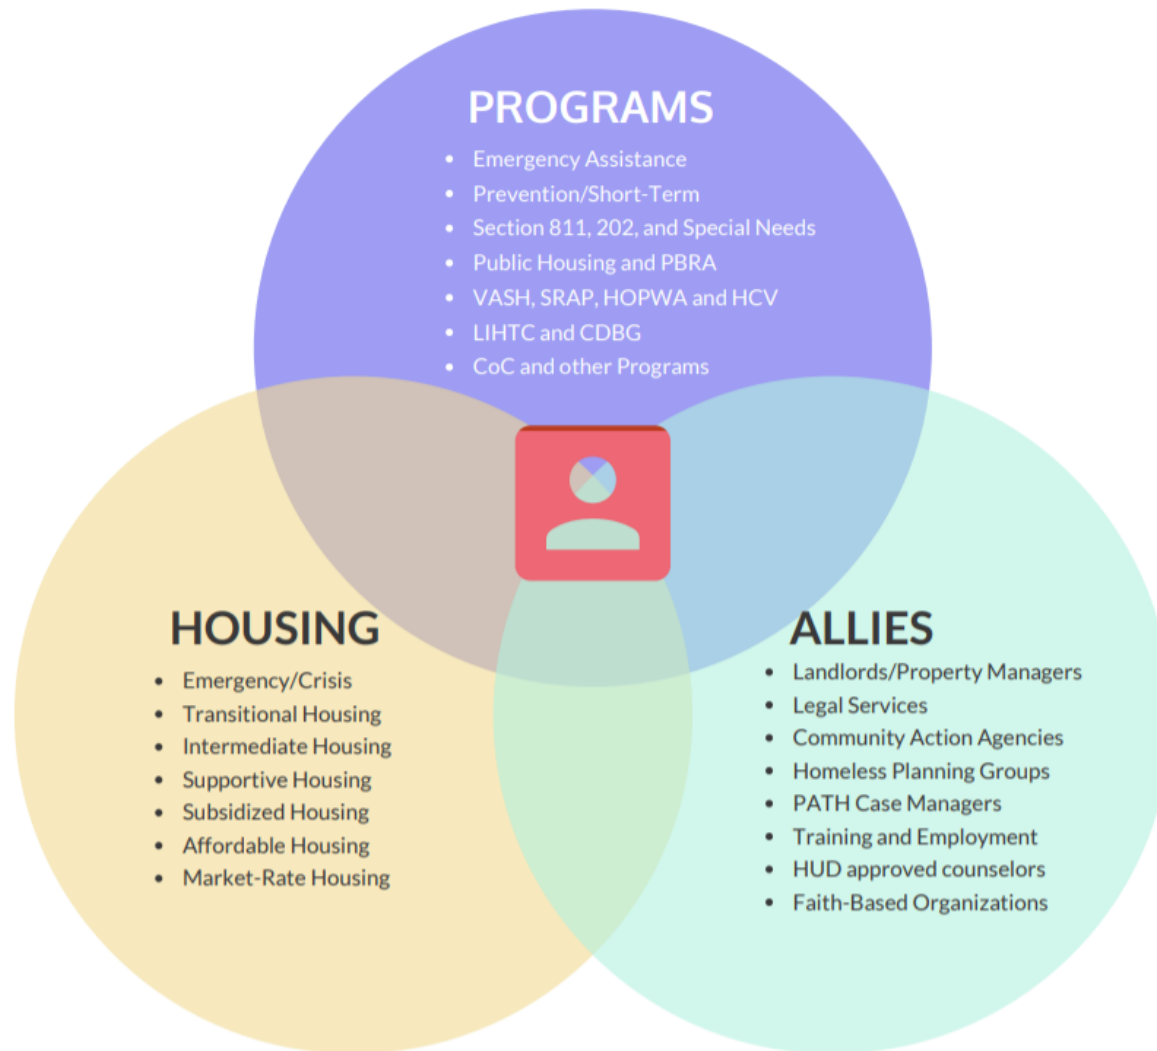 PROGRAMS
• Emergency Assistance
• Prevention/Short-Term
• Section 811, 202, and Special Needs
• Public Housing and PBRA
• VASH, SRAP, HOPWA and HCV
• LIHTC and CDBG
• CoC and other Programs
HOUSING
• Emergency/Crisis
• Transitional Housing
• Intermediate Housing
• Supportive Housing
• Subsidized Housing
• Affordable Housing
• Market-Rate Housing
ALLIES
• Landlords/Property Managers
• Legal Services
• Community Action Agencies
• Homeless Planning Groups
• PATH Case Managers
• Training and Employment
• HUD approved counselors
• Faith-Based Organizations